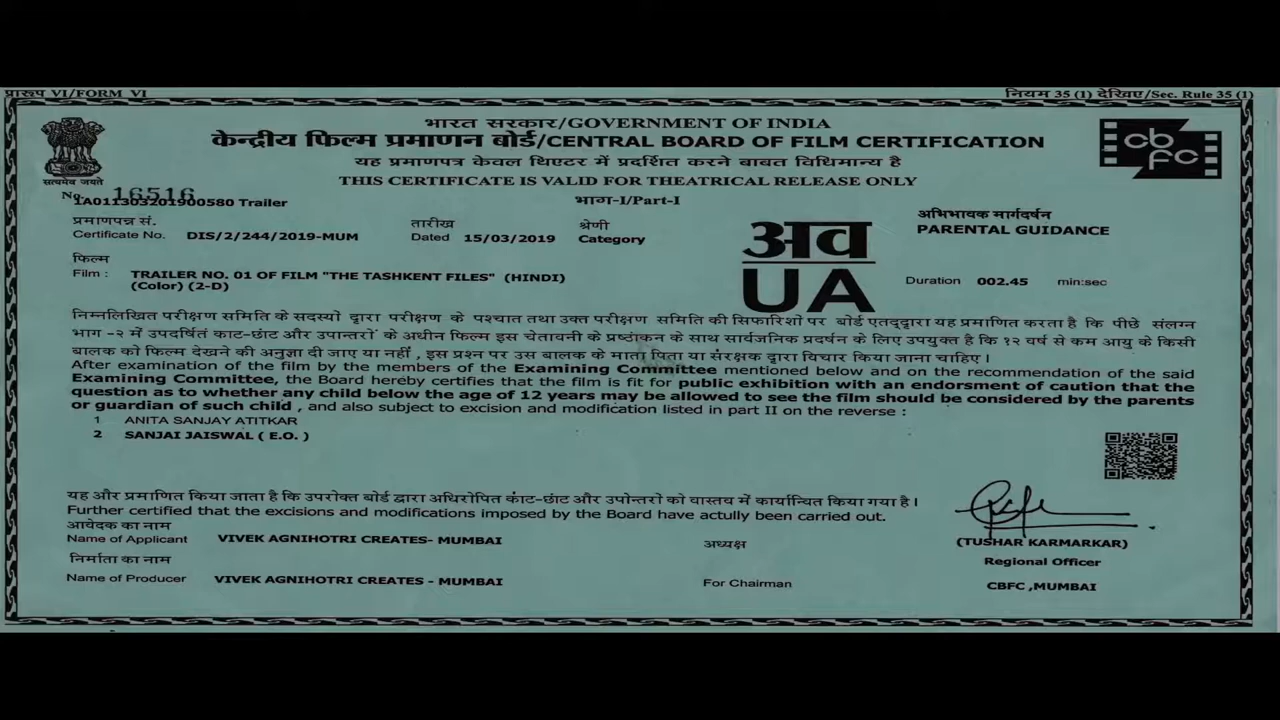 प्रारूप VI/FORM VI
नियम 35 (1) देखिए/Sec. Rule 35 (1)
भारत सरकार/GOVERNMENT OF INDIA
केन्द्रीय फिल्म प्रमाणन बोर्ड/CENTRAL BOARD OF FILM CERTIFICATION
यह प्रमाणपत्र केवल थिएटर में प्रदर्शित करने बाबत विधिमान्य है
THIS CERTIFICATE IS VALID FOR THEATRICAL RELEASE ONLY
cb
fc
सत्यमेव जयते
No. 16516
1A011303201900580 Trailer
भाग-I/Part-I
प्रमाणपत्र सं.
Certificate No. DIS/2/244/2019-MUM
तारीख
Dated 15/03/2019
श्रेणी
Category
अव
UA
अभिभावक मार्गदर्षन
PARENTAL GUIDANCE
फिल्म
Film : TRAILER NO. 01 OF FILM "THE TASHKENT FILES" (HINDI)
(Color) (2-D)
Duration 002.45 min:sec
निम्नलिखित परीक्षण समिति के सदस्यों द्वारा परीक्षण के पश्चात तथा उक्त परीक्षण समिति की सिफारिशों पर बोर्ड एतद्द्वारा यह प्रमाणित करता है कि पीछे संलग्न
भाग -२ में उपदर्षित काट-छांट और उपान्तरों के अधीन फिल्म इस चेतावनी के प्रष्ठांकन के साथ सार्वजनिक प्रदर्षन के लिए उपयुक्त है कि १२ वर्ष से कम आयु के किसी
बालक को फिल्म देखने की अनुज्ञा दी जाए या नहीं , इस प्रश्न पर उस बालक के माता पिता या संरक्षक द्वारा विचार किया जाना चाहिए ।
After examination of the film by the members of the Examining Committee mentioned below and on the recommendation of the said
Examining Committee, the Board hereby certifies that the film is fit for public exhibition with an endorsment of caution that the
question as to whether any child below the age of 12 years may be allowed to see the film should be considered by the parents
or guardian of such child , and also subject to excision and modification listed in part II on the reverse :
1 ANITA SANJAY ATITKAR
2 SANJAI JAISWAL ( E.O. )
यह और प्रमाणित किया जाता है कि उपरोक्त बोर्ड द्वारा अधिरोपित काट-छांट और उपोन्तरो को वास्तव में कार्यान्वित किया गया है ।
Further certified that the excisions and modifications imposed by the Board have actully been carried out.
आवेदक का नाम
Name of Applicant VIVEK AGNIHOTRI CREATES- MUMBAI
अध्यक्ष
(TUSHAR KARMARKAR)
निर्माता का नाम
Regional Officer
Name of Producer VIVEK AGNIHOTRI CREATES - MUMBAI
For Chairman
CBFC ,MUMBAI